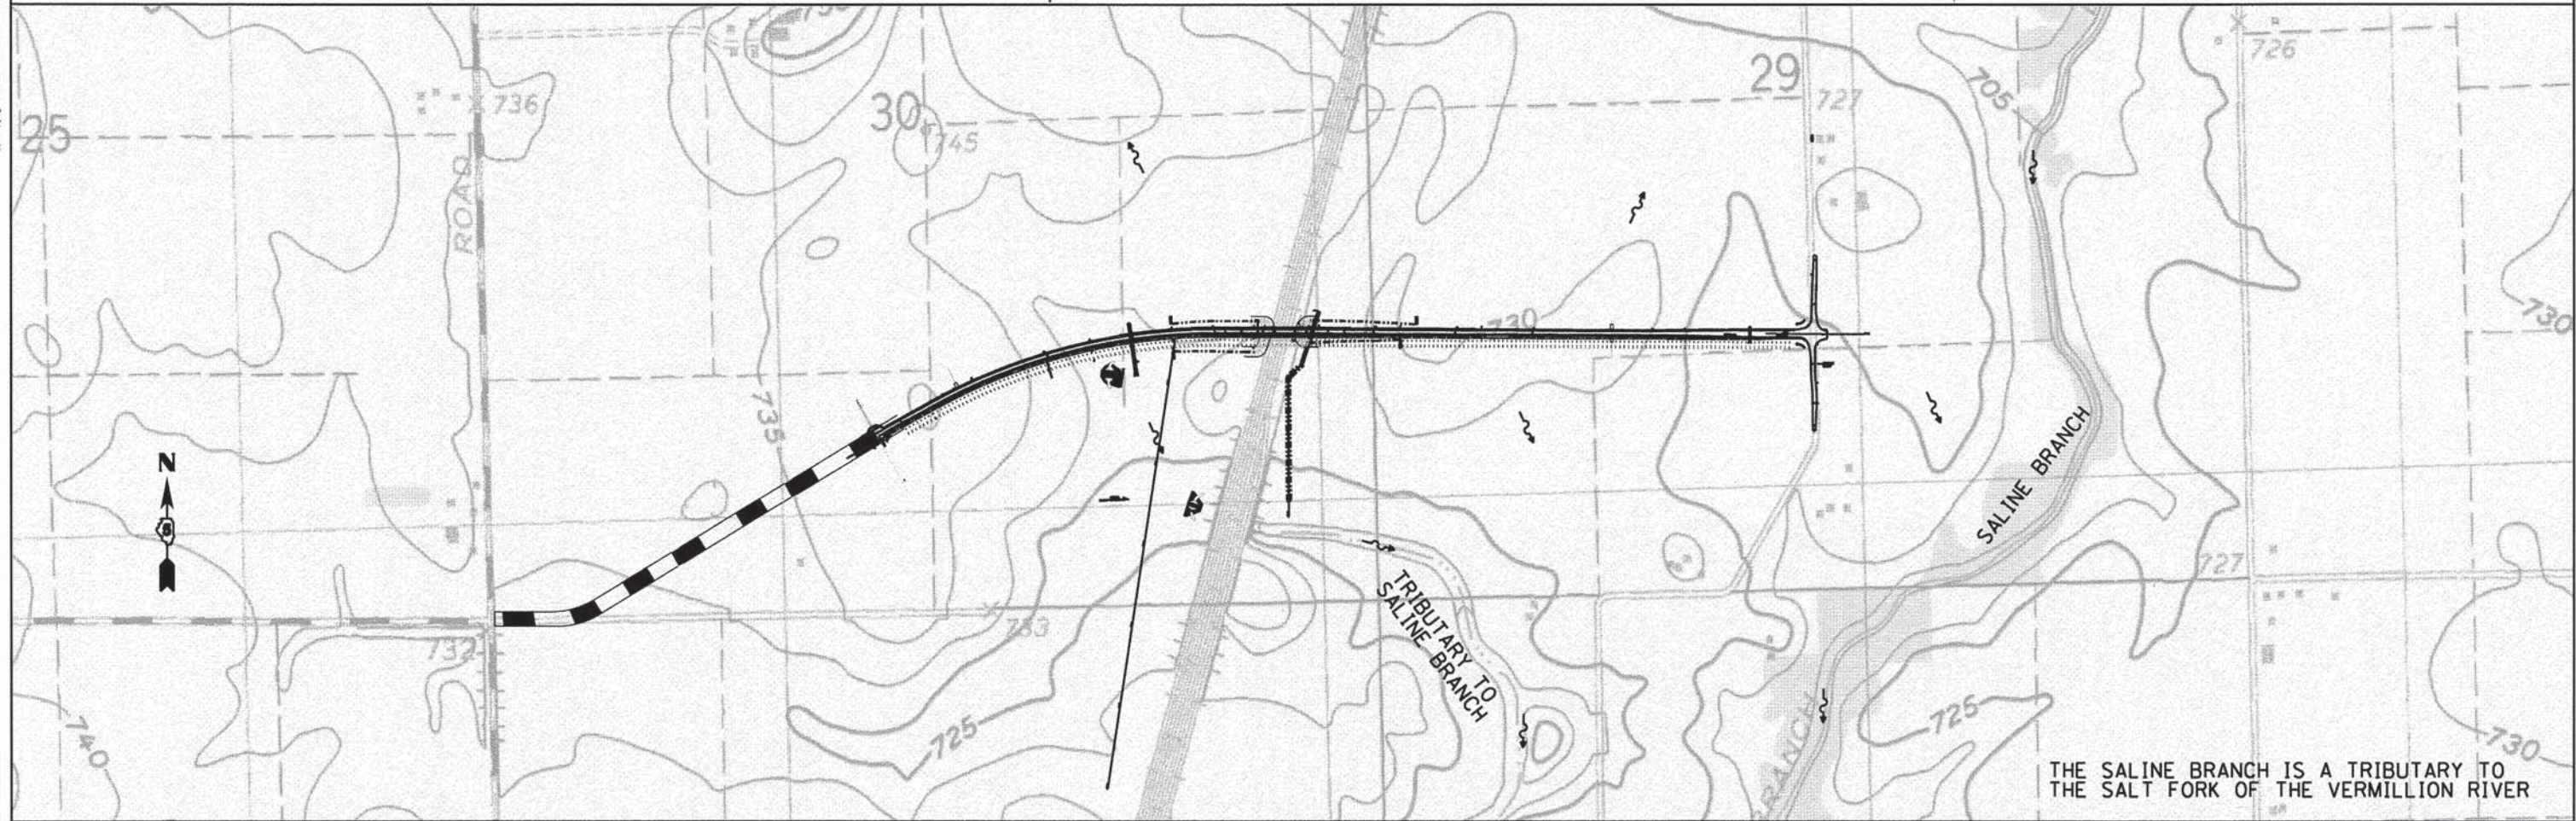 726
29
705
727
736
30
25
745
ROAD
730
730
735
SALINE BRANCH
N
727
TRIBUTARY TO
SALINE BRANCH
733
732
725
725
740
730
BRANCH
THE SALINE BRANCH IS A TRIBUTARY TO
THE SALT FORK OF THE VERMILLION RIVER